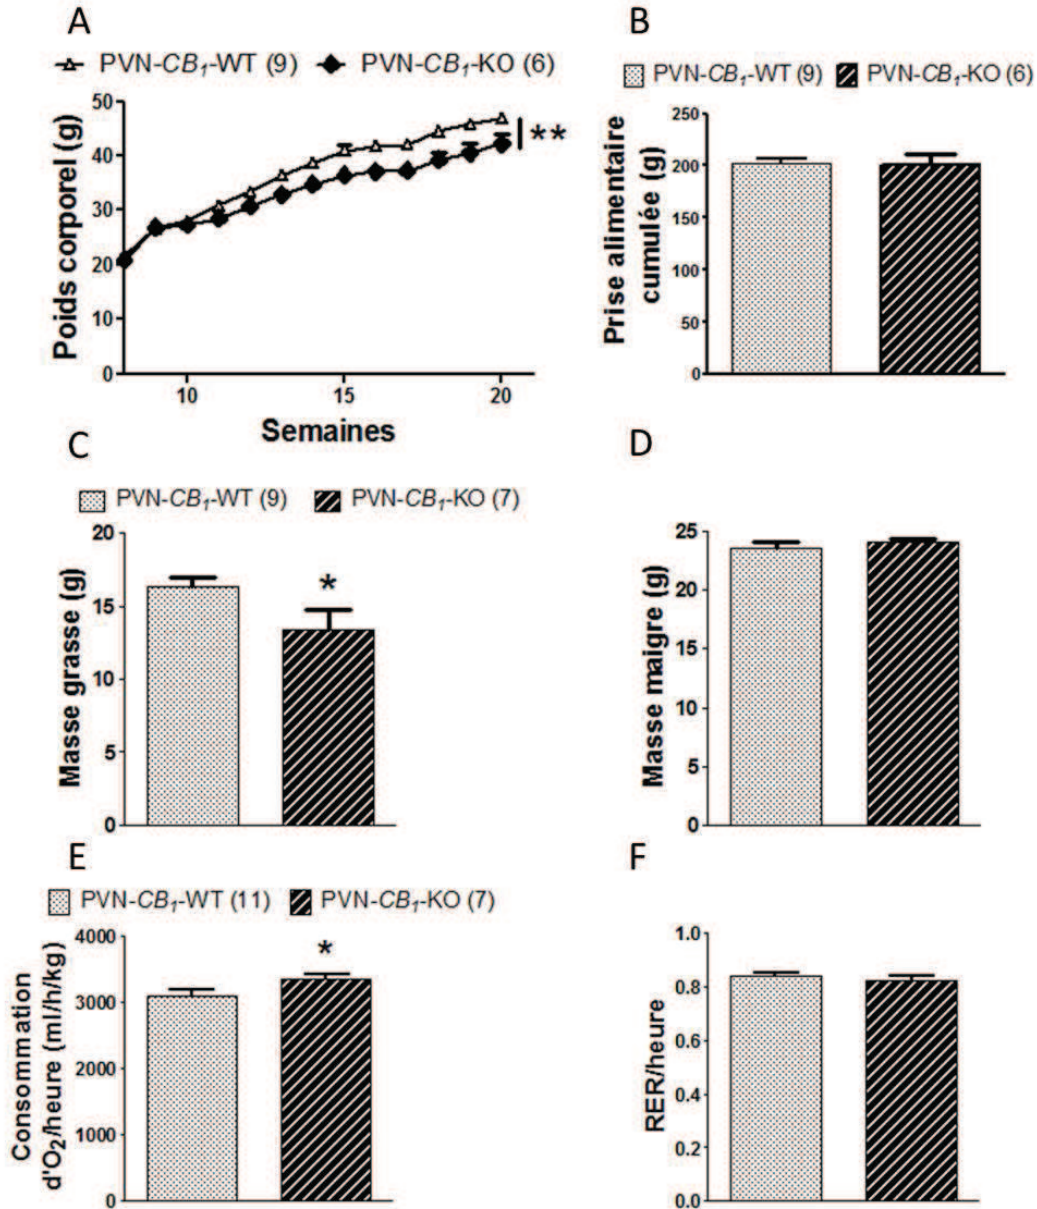 A
PVN-CB1-WT (9) PVN-CB1-KO (6)
Poids corporel (g)
50
40
30
20
10
0
**
10 15 20
Semaines
B
PVN-CB1-WT (9) PVN-CB1-KO (6)
Prise alimentaire
cumulée (g)
250
200
150
100
50
0
C
PVN-CB1-WT (9) PVN-CB1-KO (7)
Masse grasse (g)
20
15
10
5
0
*
D
Masse maigre (g)
25
20
15
10
5
0
E
PVN-CB1-WT (11) PVN-CB1-KO (7)
Consommation
d'O2/heure (ml/h/kg)
4000
3000
2000
1000
0
*
F
RER/heure
1.0
0.8
0.6
0.4
0.2
0.0